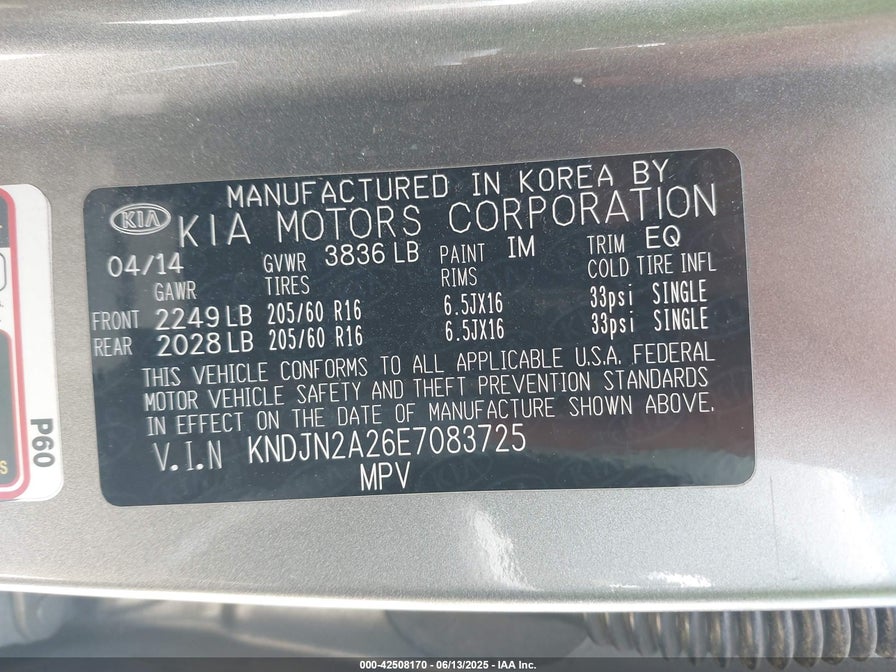 MANUFACTURED IN KOREA BY
KIA KIA MOTORS CORPORATION
04/14 GVWR 3836 LB PAINT IM TRIM EQ
GAWR TIRES RIMS COLD TIRE INFL
FRONT 2249 LB 205/60 R16 6.5JX16 33psi SINGLE
REAR 2028 LB 205/60 R16 6.5JX16 33psi SINGLE
THIS VEHICLE CONFORMS TO ALL APPLICABLE U.S.A. FEDERAL
MOTOR VEHICLE SAFETY AND THEFT PREVENTION STANDARDS
IN EFFECT ON THE DATE OF MANUFACTURE SHOWN ABOVE.
V.I.N KNDJN2A26E7083725
MPV
P60
000-42508170 | 06/13/2025 - IAA Inc.